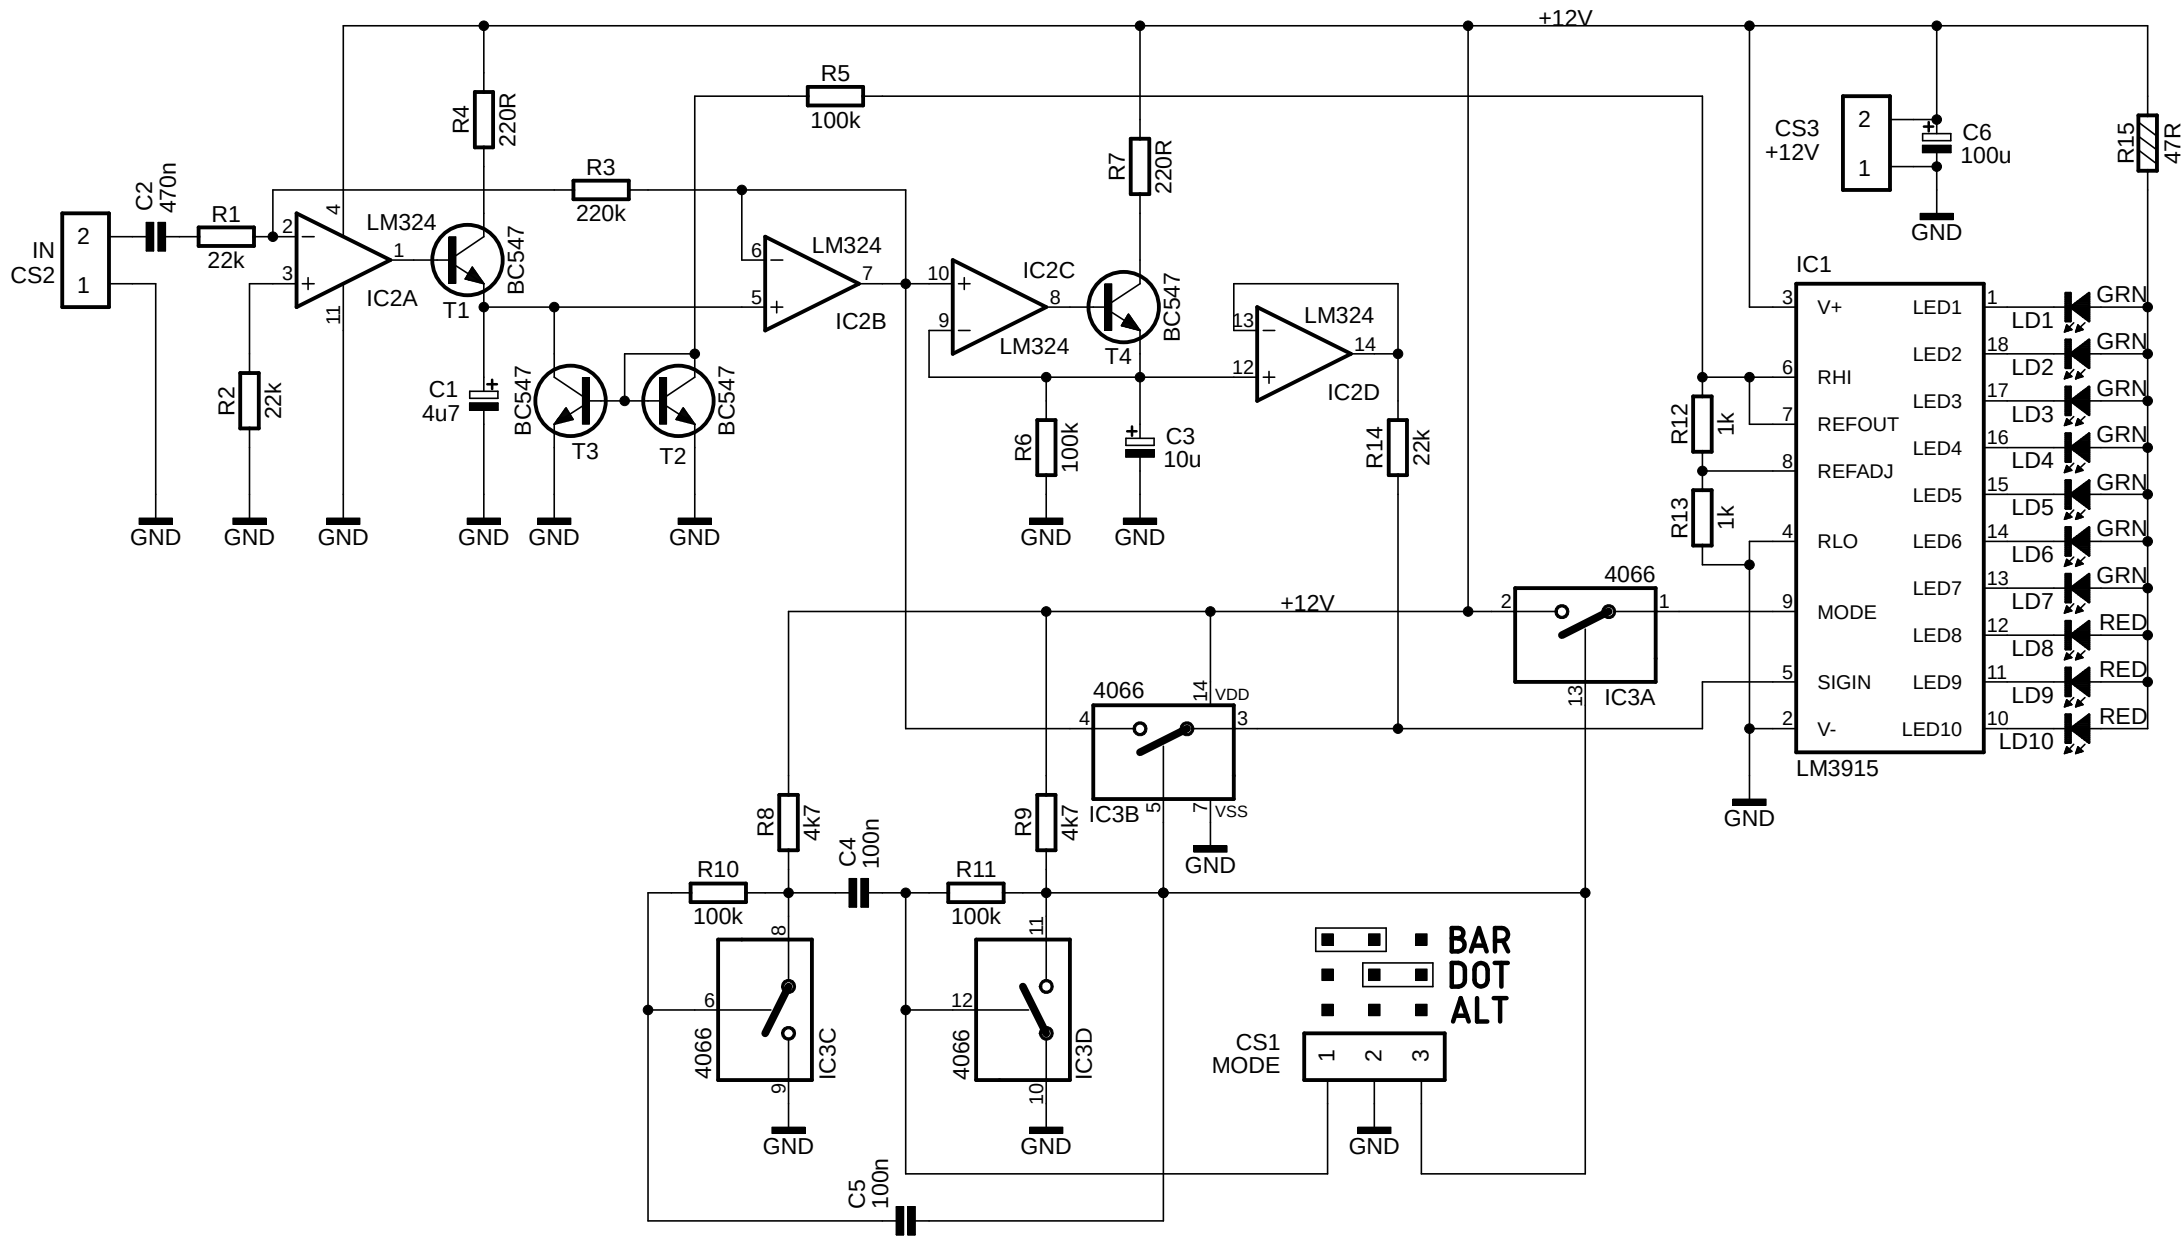 +12V
R5
100k
R4
220R
C2
470n
R3
220k
R7
220R
CS3
+12V
2
1
C6
100u
R15
47R
GND
IN
CS2
2
1
R1
22k
2
3
4
11
1
LM324
IC2A
BC547
T1
6
5
7
LM324
IC2B
10
9
8
IC2C
LM324
BC547
T4
13
12
14
LM324
IC2D
R2
22k
C1
4u7
BC547
T3
T2
BC547
R6
100k
C3
10u
R14
22k
R12
1k
R13
1k
GND
GND
GND
GND
GND
GND
GND
GND
IC1
3 V+
6 RHI
7 REFOUT
8 REFADJ
4 RLO
9 MODE
5 SIGIN
2 V-
LM3915
LED1 1 LD1 GRN
LED2 18 LD2 GRN
LED3 17 LD3 GRN
LED4 16 LD4 GRN
LED5 15 LD5 GRN
LED6 14 LD6 GRN
LED7 13 LD7 GRN
LED8 12 LD8 RED
LED9 11 LD9 RED
LED10 10 LD10 RED
GND
+12V
4066
2
1
13
IC3A
4066
14 VDD
4
3
5
7 VSS
IC3B
GND
R8
4k7
C4
100n
R9
4k7
R10
100k
R11
100k
8
6
9
4066
IC3C
GND
11
12
10
4066
IC3D
GND
BAR
DOT
ALT
CS1
MODE
1 2 3
GND
C5
100n